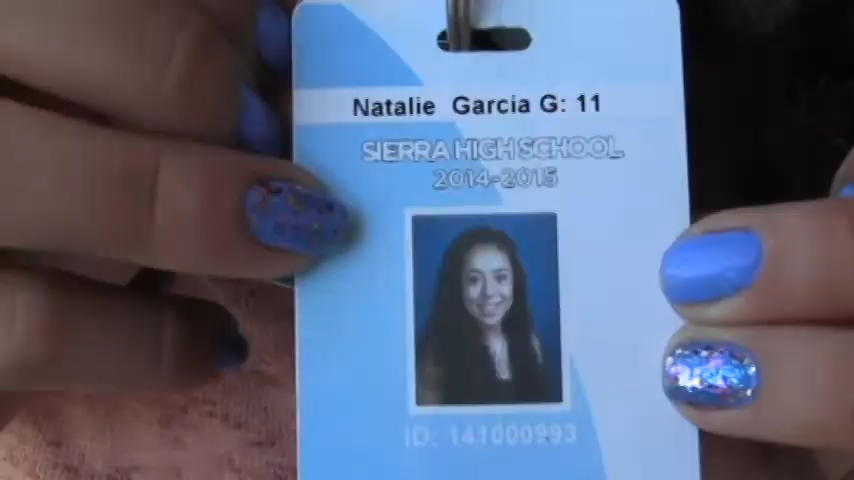 Natalie Garcia G: 11
SIERRA HIGH SCHOOL
2014-2015
ID: 141000993